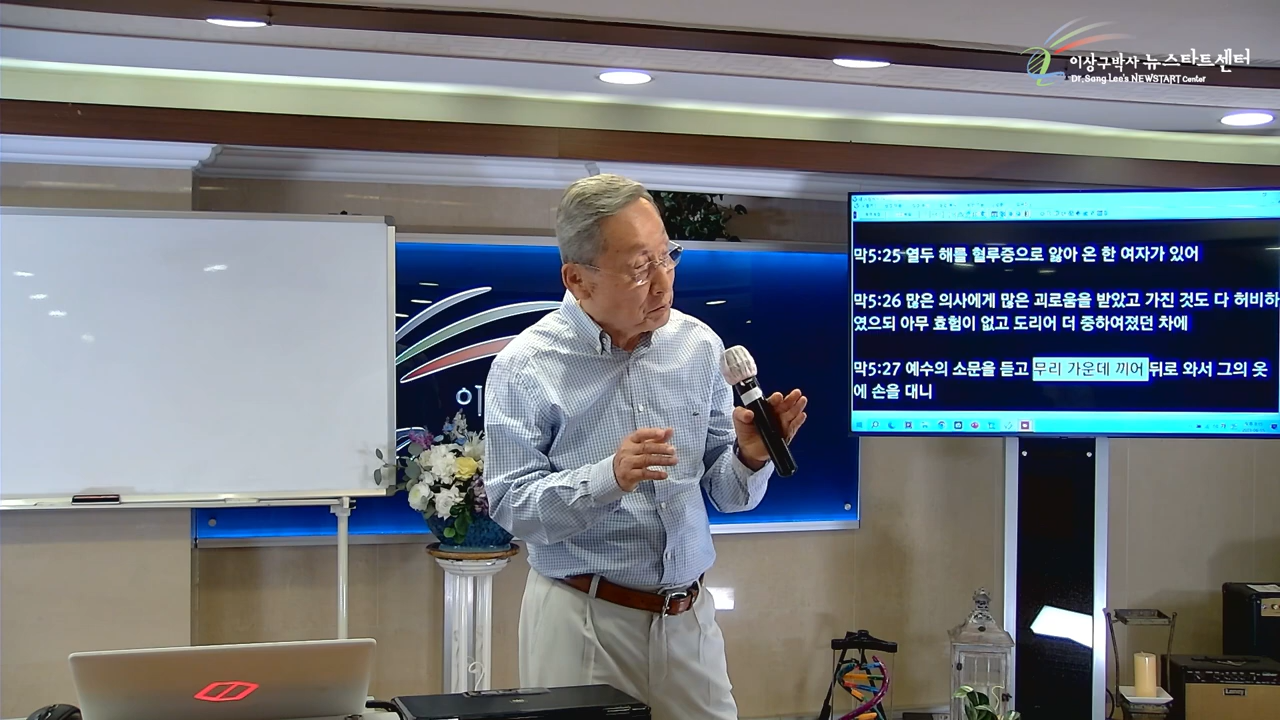 이상구박사 뉴스타트센터
Dr. Sang Lee's NEWSTART Center
막5:25 열두 해를 혈루증으로 앓아 온 한 여자가 있어
막5:26 많은 의사에게 많은 괴로움을 받았고 가진 것도 다 허비하
였으되 아무 효험이 없고 도리어 더 중하여졌던 차에
막5:27 예수의 소문을 듣고 무리 가운데 끼어 뒤로 와서 그의 옷
에 손을 대니
이
Laney